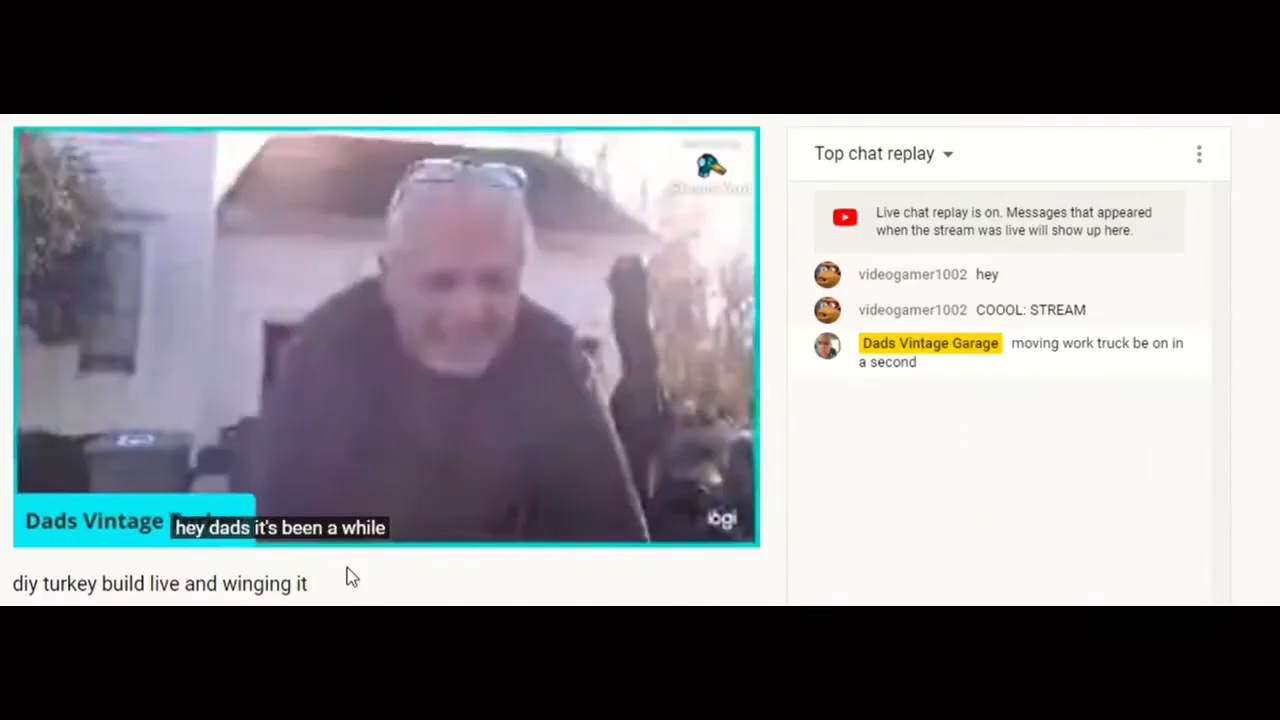 Top chat replay
Live chat replay is on. Messages that appeared
when the stream was live will show up here.
videogamer1002 hey
videogamer1002 COOOL: STREAM
Dads Vintage Garage moving work truck be on in
a second
logi
Dads Vintage
hey dads it's been a while
diy turkey build live and winging it